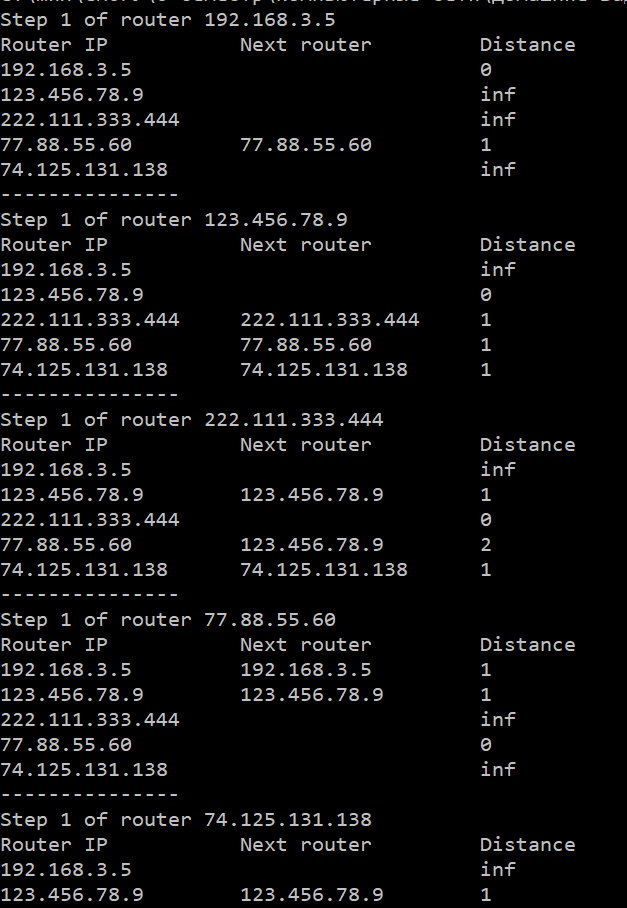 Step 1 of router 192.168.3.5
Router IP Next router Distance
192.168.3.5 0
123.456.78.9 inf
222.111.333.444 inf
77.88.55.60 77.88.55.60 1
74.125.131.138 inf
---------------
Step 1 of router 123.456.78.9
Router IP Next router Distance
192.168.3.5 inf
123.456.78.9 0
222.111.333.444 222.111.333.444 1
77.88.55.60 77.88.55.60 1
74.125.131.138 74.125.131.138 1
---------------
Step 1 of router 222.111.333.444
Router IP Next router Distance
192.168.3.5 inf
123.456.78.9 123.456.78.9 1
222.111.333.444 0
77.88.55.60 123.456.78.9 2
74.125.131.138 74.125.131.138 1
---------------
Step 1 of router 77.88.55.60
Router IP Next router Distance
192.168.3.5 192.168.3.5 1
123.456.78.9 123.456.78.9 1
222.111.333.444 inf
77.88.55.60 0
74.125.131.138 inf
---------------
Step 1 of router 74.125.131.138
Router IP Next router Distance
192.168.3.5 inf
123.456.78.9 123.456.78.9 1